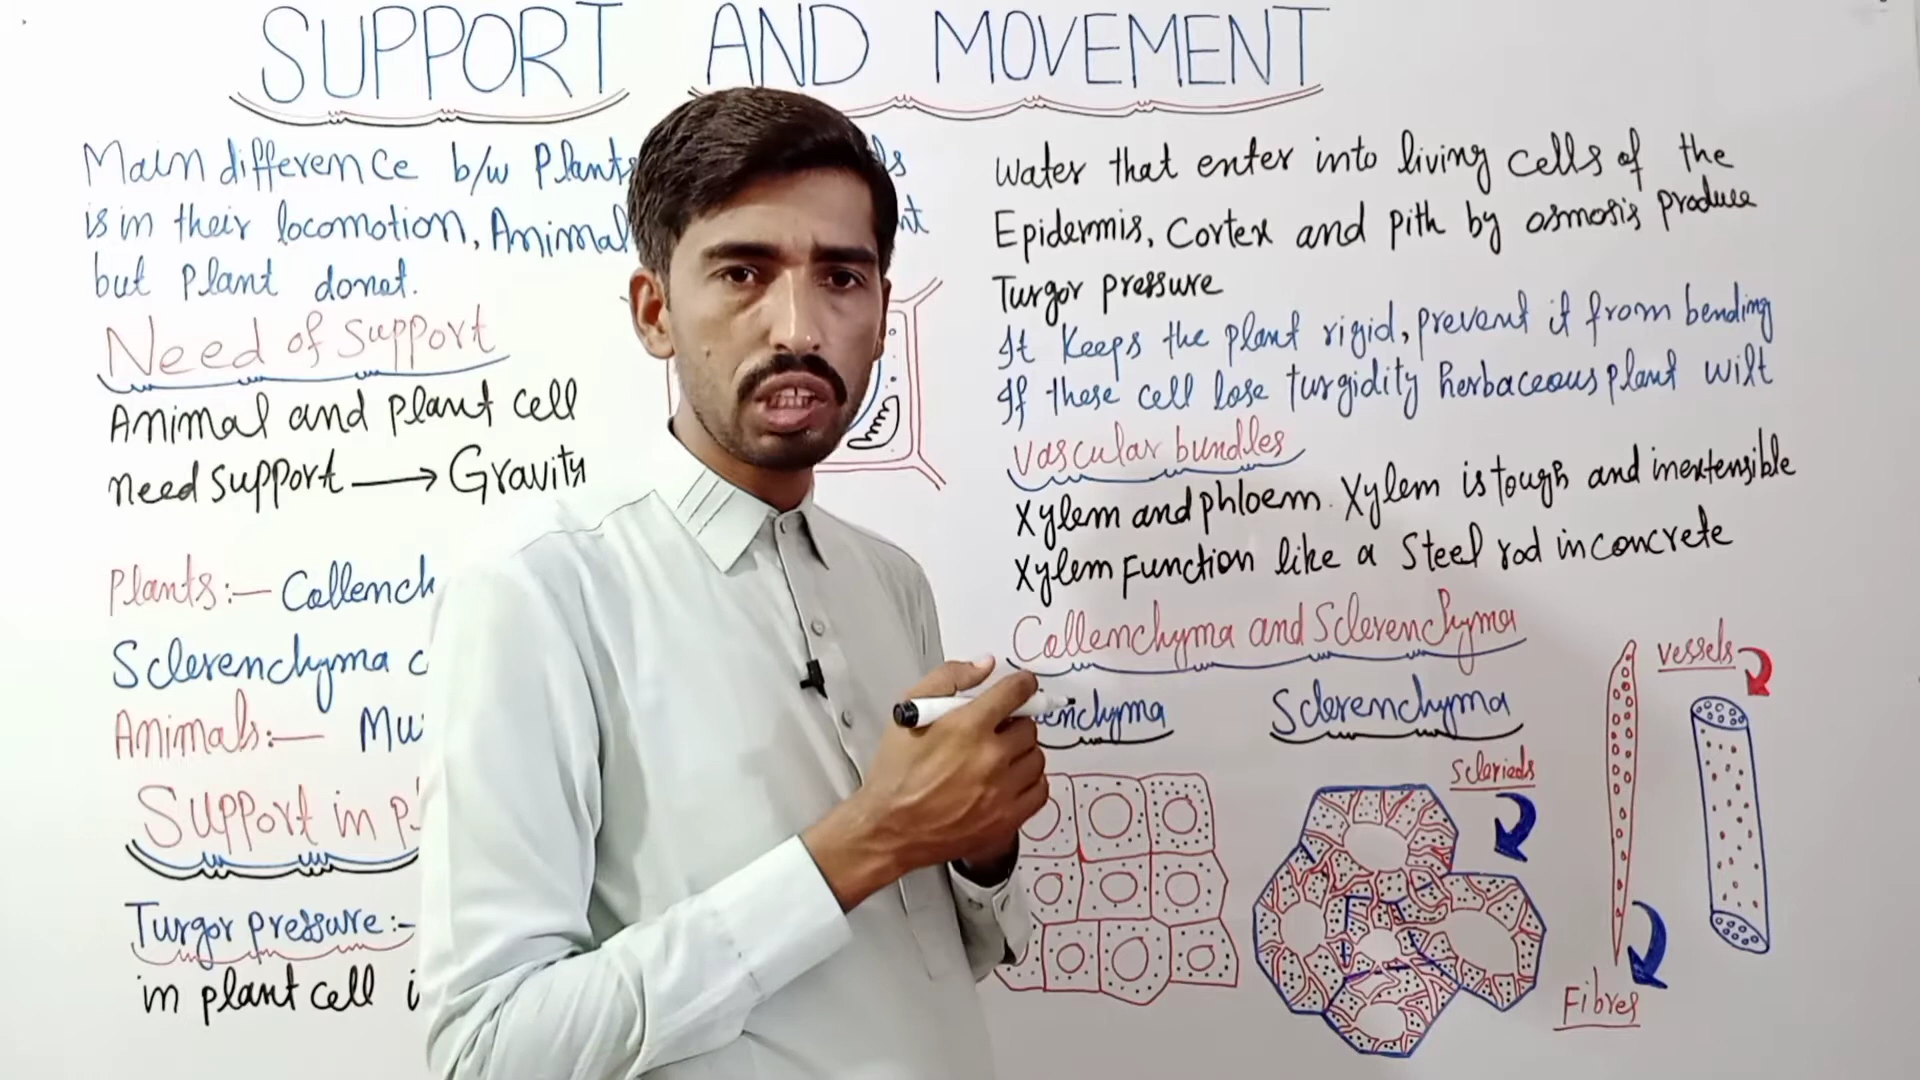 SUPPORT AND MOVEMENT
Main difference b/w Plants
is in their locomotion, Animal
but plant donot.
Need of support
Animal and plant cell
need support → Gravity
Plants:- Collench
Sclerenchyma c
Animals:- Mu
Support in pl
Turgor pressure:-
in plant cell i
Water that enter into living cells of the
Epidermis, Cortex and pith by osmosis produce
Turgor pressure
It keeps the plant rigid, prevent it from bending
If these cell lose turgidity herbaceous plant wilt
Vascular bundles
Xylem and phloem. Xylem is tough and inextensible
Xylem Function like a Steel rod in concrete
Collenchyma and Sclerenchyma
enchyma
Sclerenchyma
sclerieds
vessels
Fibres